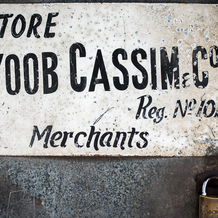 TORE
YOOB CASSIM & Co
Reg. No 10
Merchants